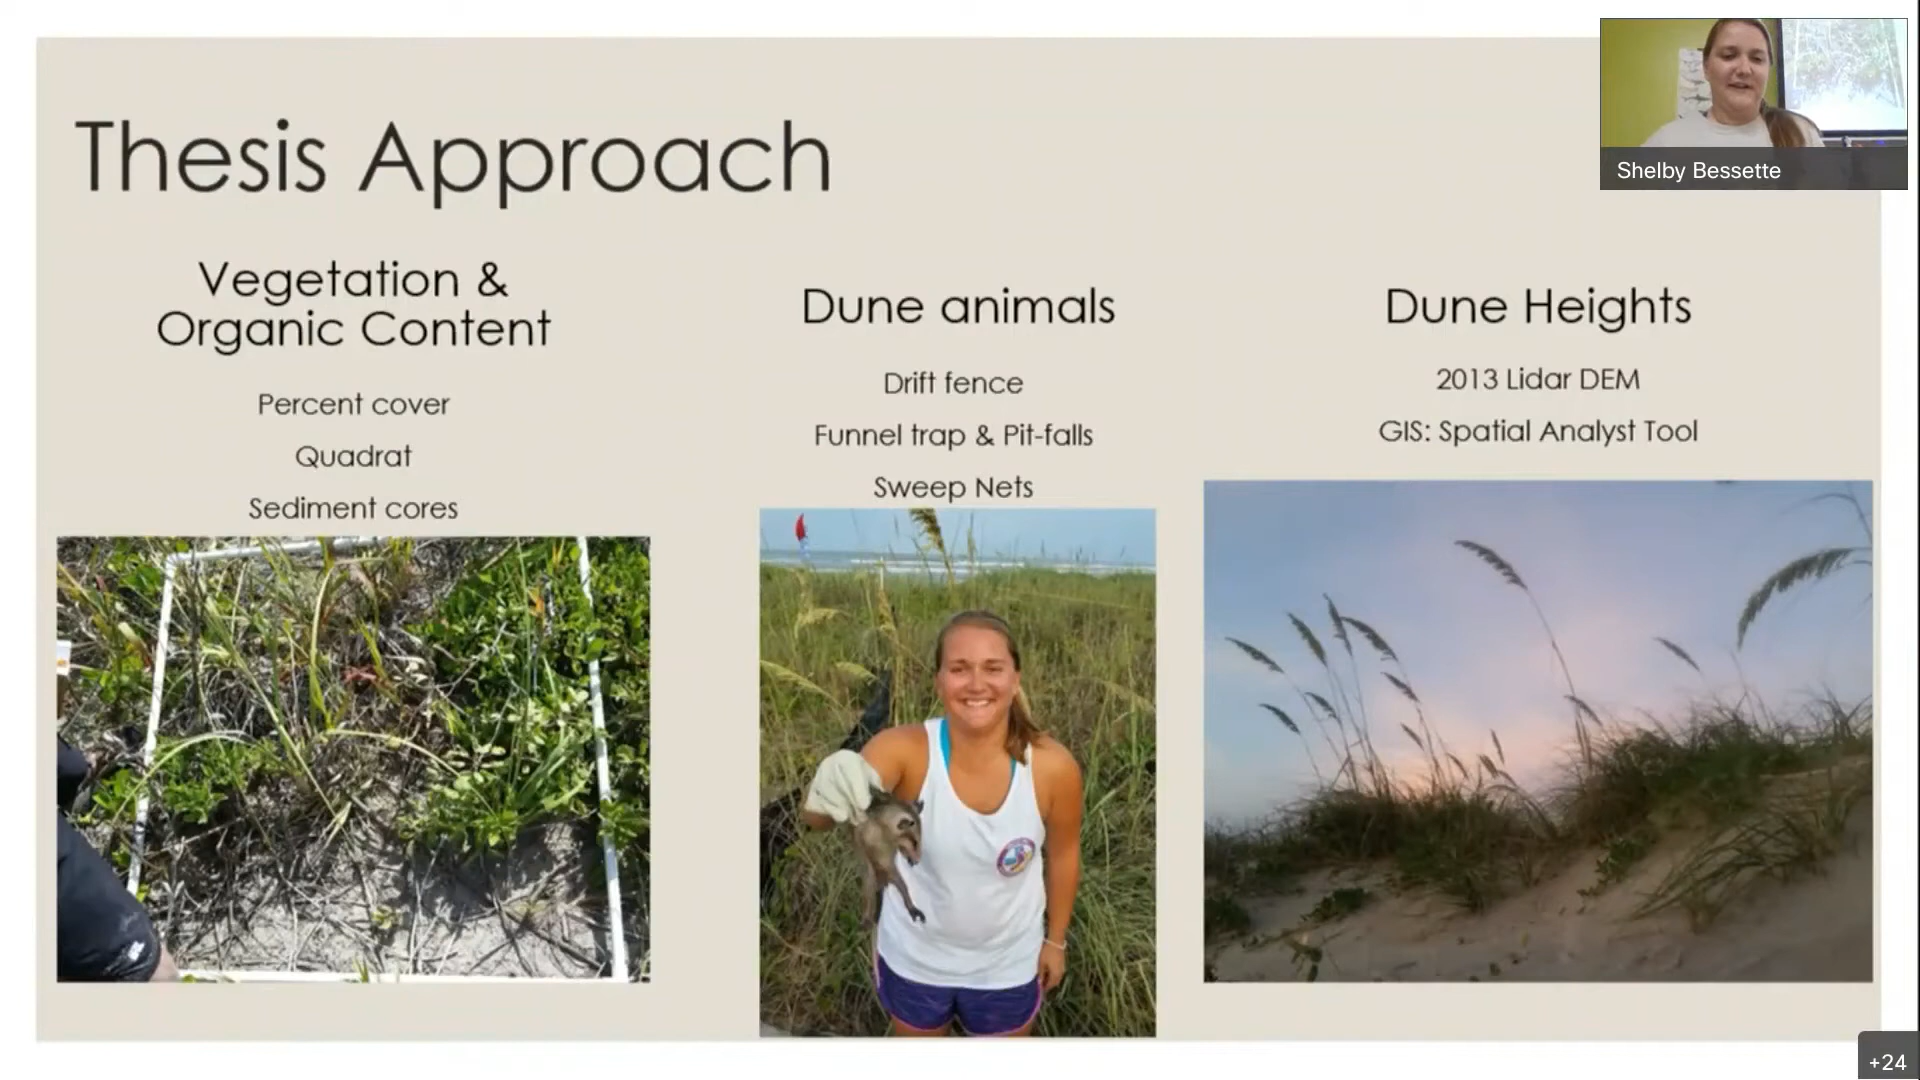 Thesis Approach
Shelby Bessette
Vegetation &
Organic Content
Percent cover
Quadrat
Sediment cores
Dune animals
Drift fence
Funnel trap & Pit-falls
Sweep Nets
Dune Heights
2013 Lidar DEM
GIS: Spatial Analyst Tool
+24